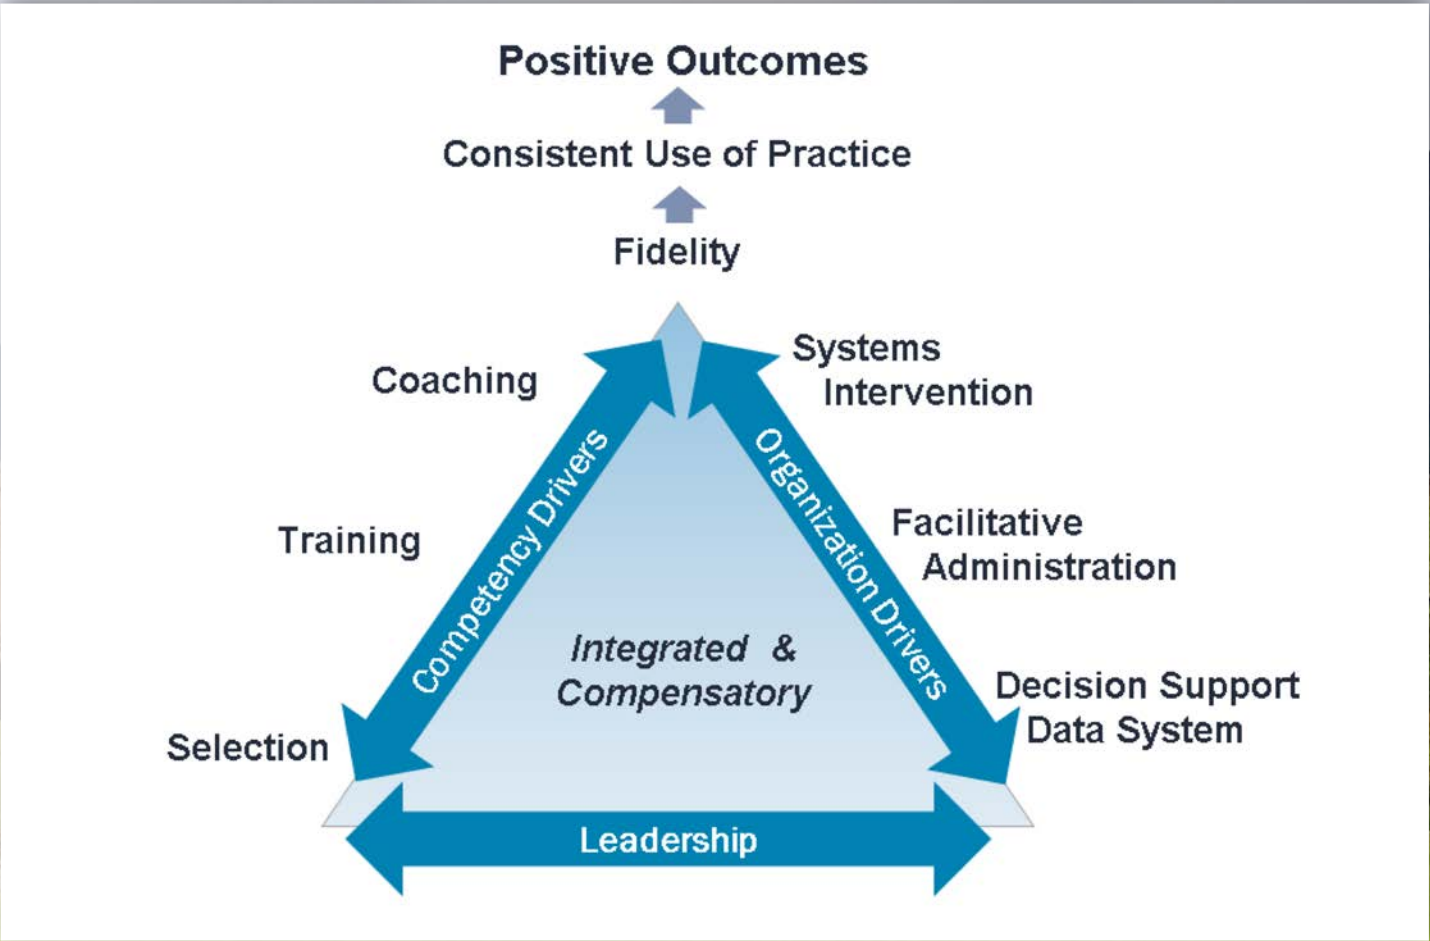 Positive Outcomes
Consistent Use of Practice
Fidelity
Coaching
Training
Selection
Competency Drivers
Systems
Intervention
Facilitative
Administration
Decision Support
Data System
Organization Drivers
Integrated &
Compensatory
Leadership